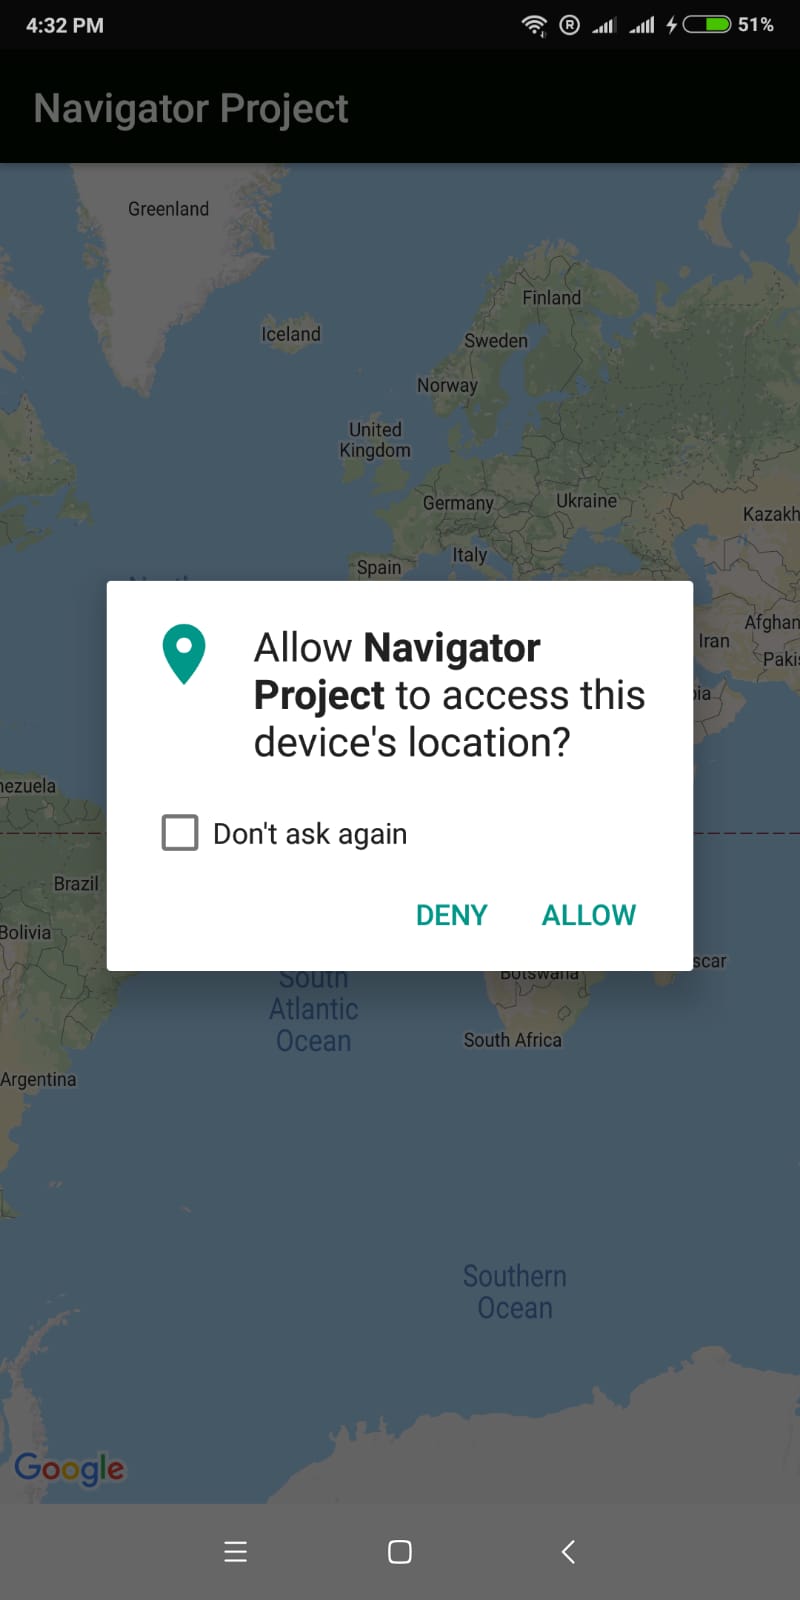 4:32 PM
R
51%
Navigator Project
Greenland
Finland
Iceland
Sweden
Norway
United
Kingdom
Germany
Ukraine
Kazakh
Italy
Spain
Afghan
Iran
Pakis
Allow Navigator
Project to access this
device's location?
ia
nezuela
Don't ask again
Brazil
Bolivia
DENY
ALLOW
scar
Botswana
South
Atlantic
Ocean
South Africa
Argentina
Southern
Ocean
Google